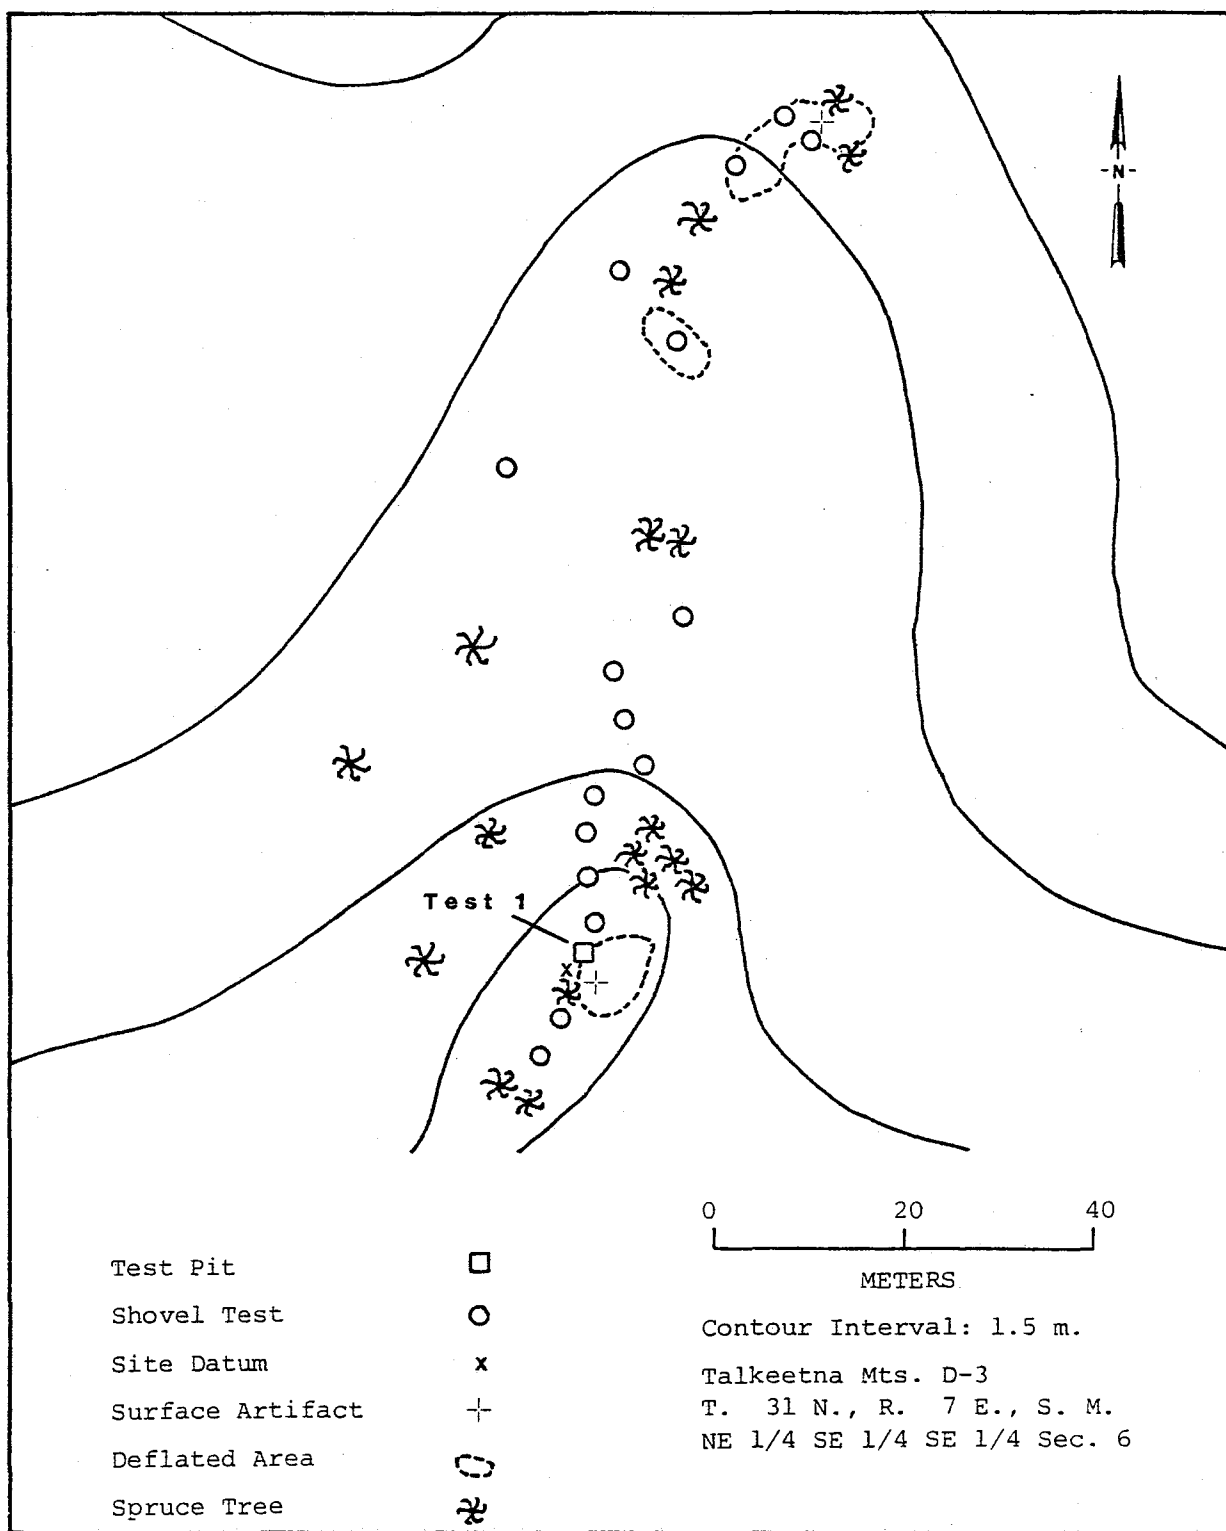 -N-
Test 1
0 20 40
METERS
Contour Interval: 1.5 m.
Talkeetna Mts. D-3
T. 31 N., R. 7 E., S. M.
NE 1/4 SE 1/4 SE 1/4 Sec. 6
Test Pit
Shovel Test
Site Datum x
Surface Artifact
Deflated Area
Spruce Tree